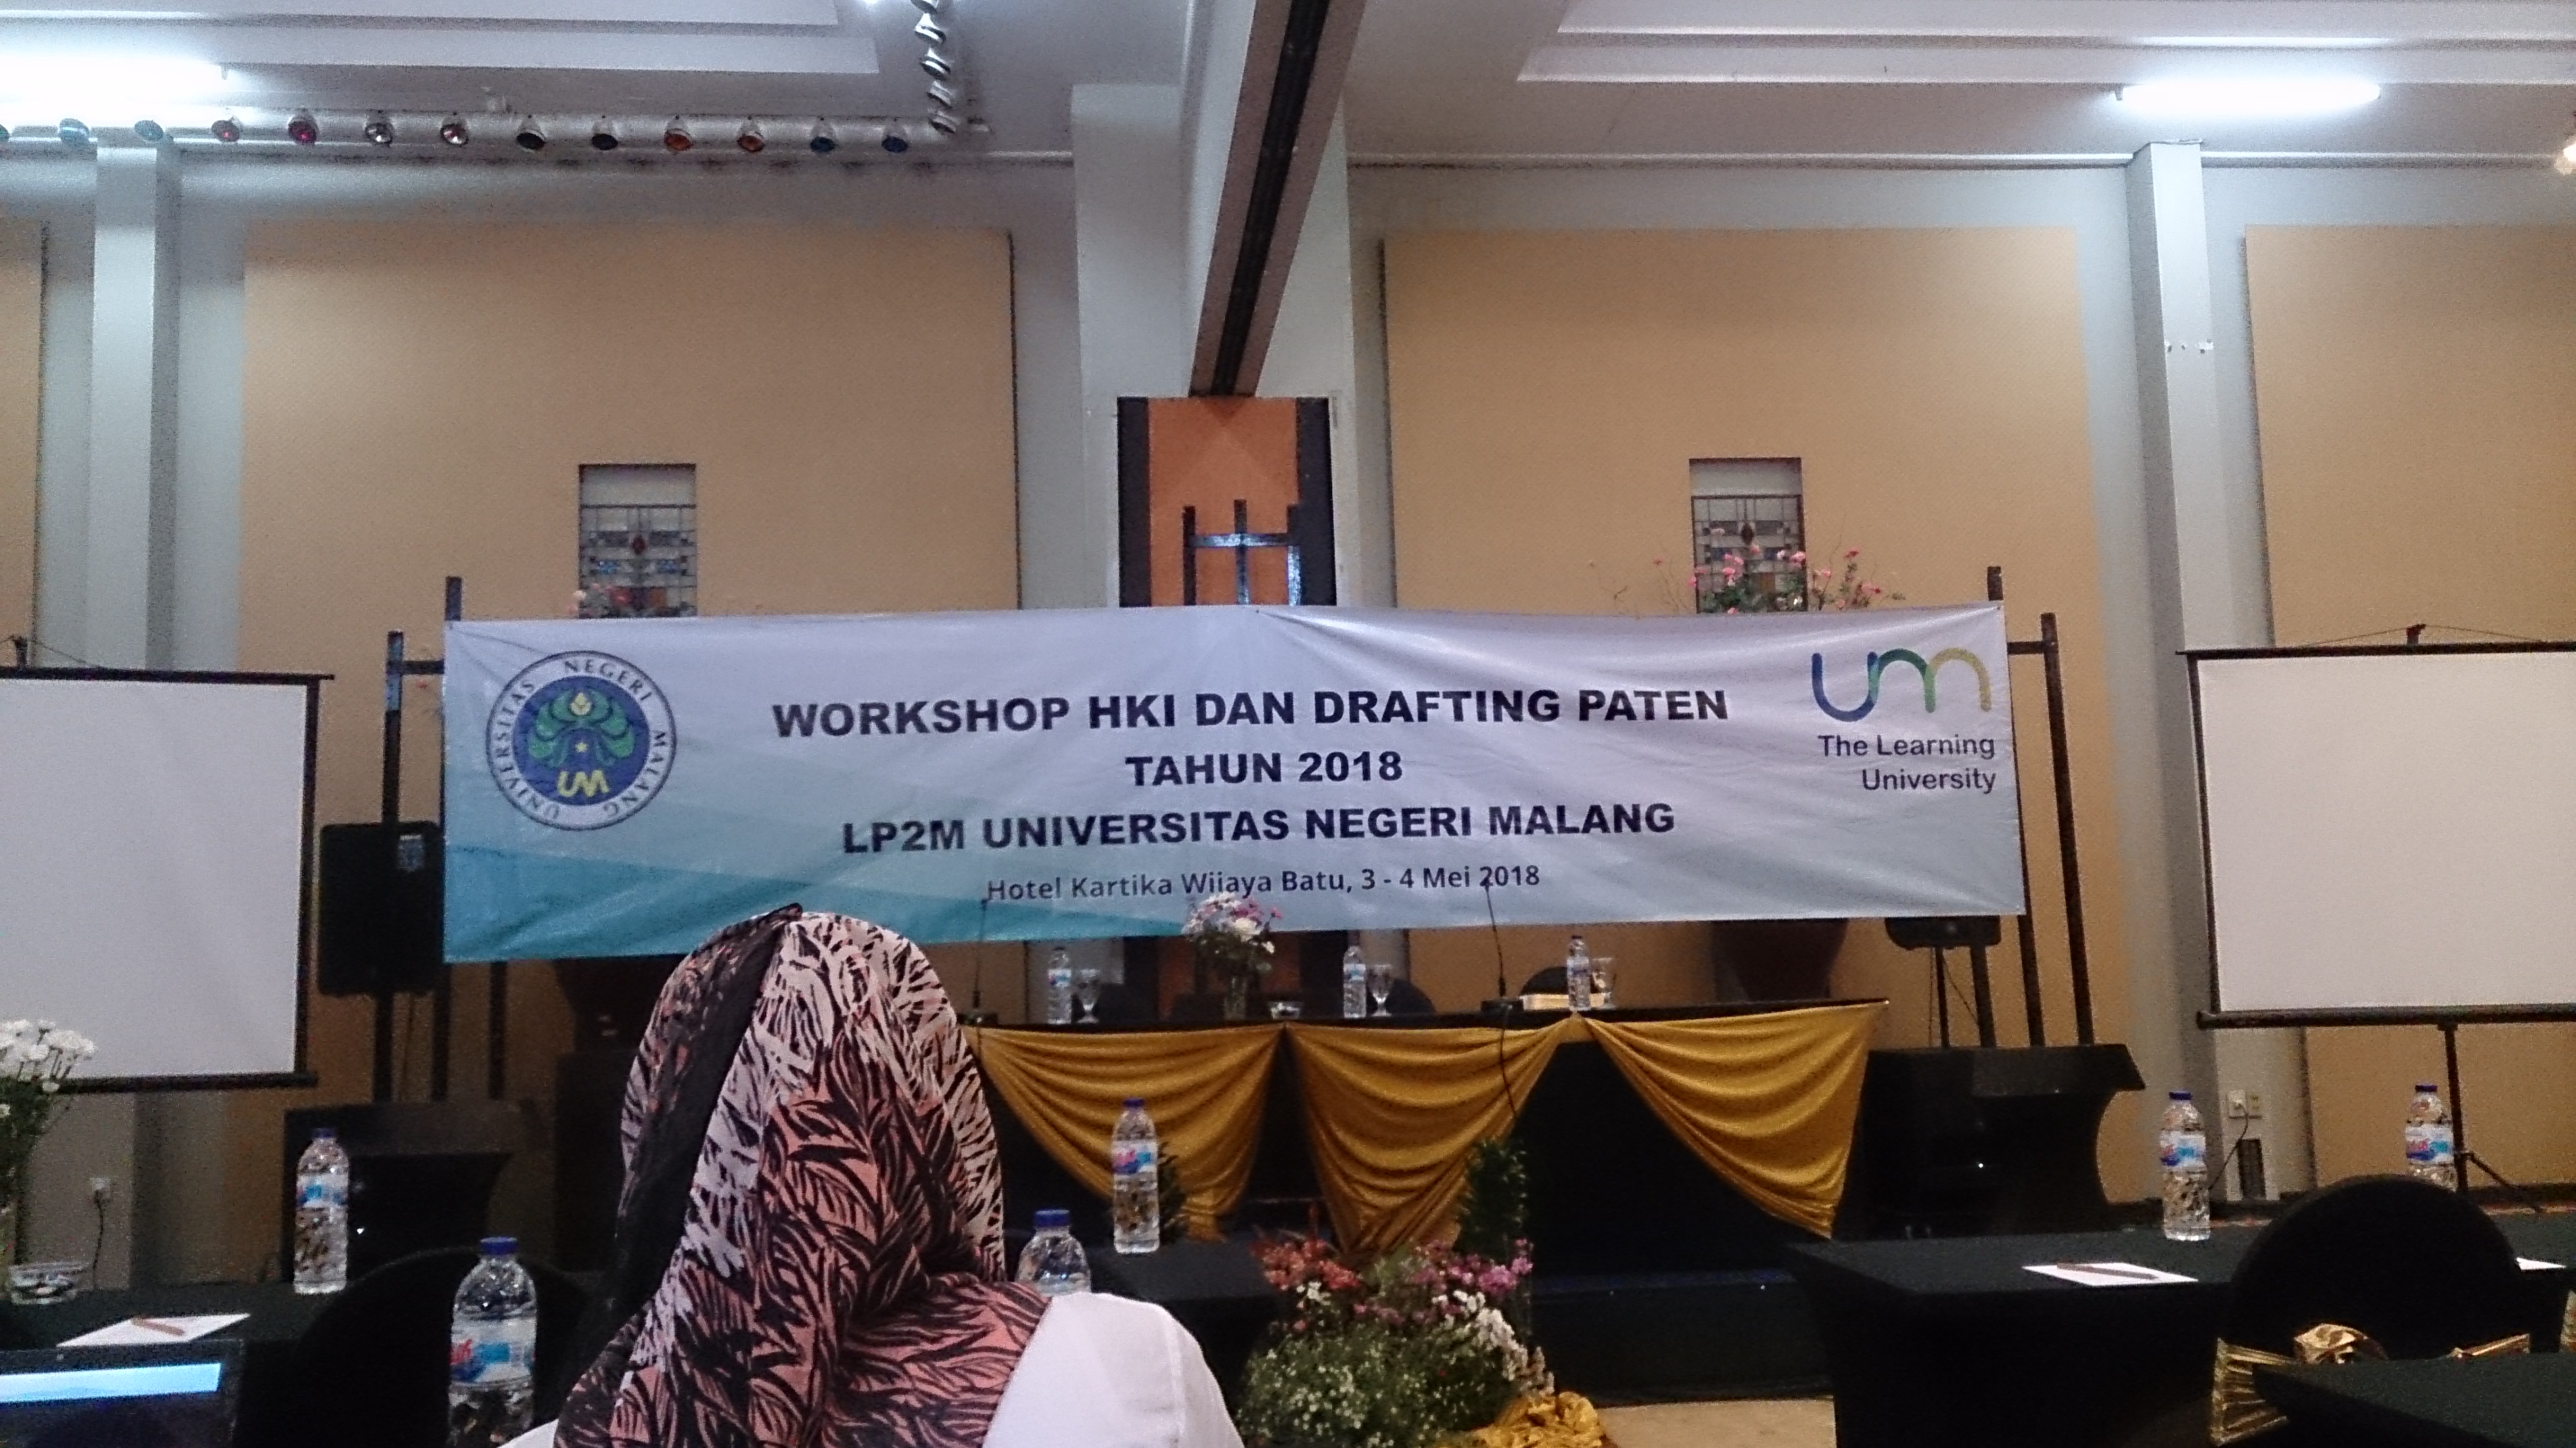 UNIVERSITAS NEGERI MALANG
UM
WORKSHOP HKI DAN DRAFTING PATEN
TAHUN 2018
LP2M UNIVERSITAS NEGERI MALANG
Hotel Kartika Wijaya Batu, 3 - 4 Mei 2018
um
The Learning
University